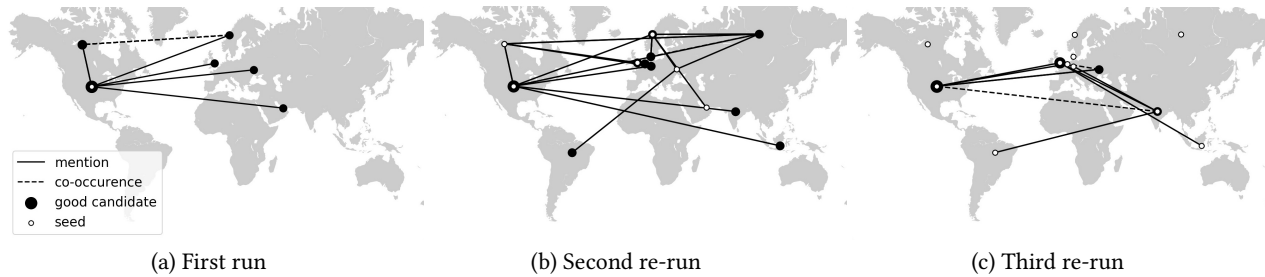 mention
co-occurence
good candidate
seed
(a) First run
(b) Second re-run
(c) Third re-run